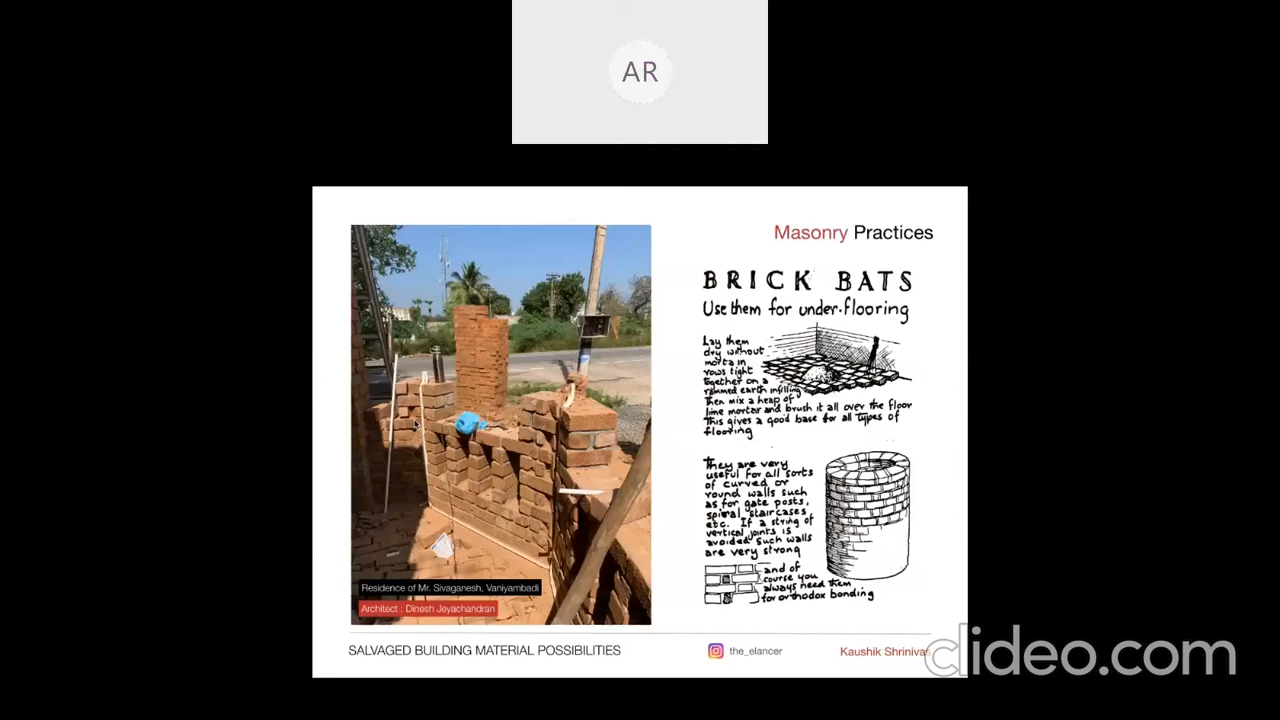 AR
Masonry Practices
BRICK BATS
Use them for under-flooring
Lay them
dry without
morta in
rows tight
together on a
rammed earth infilling
Then mix a heap of
lime mortar and brush it all over the floor
This gives a good base for all types of
flooring
They are very
useful for all sorts
of curved or
round walls such
as for gate posts,
spiral staircases,
etc. If a string of
vertical joints is
avoided such walls
are very strong
and of
course you
always need them
for orthodox bonding
Residence of Mr. Sivaganesh, Vaniyambadi
Architect : Dinesh Jeyachandran
SALVAGED BUILDING MATERIAL POSSIBILITIES
the_elancer
Kaushik Shrinivas
clideo.com